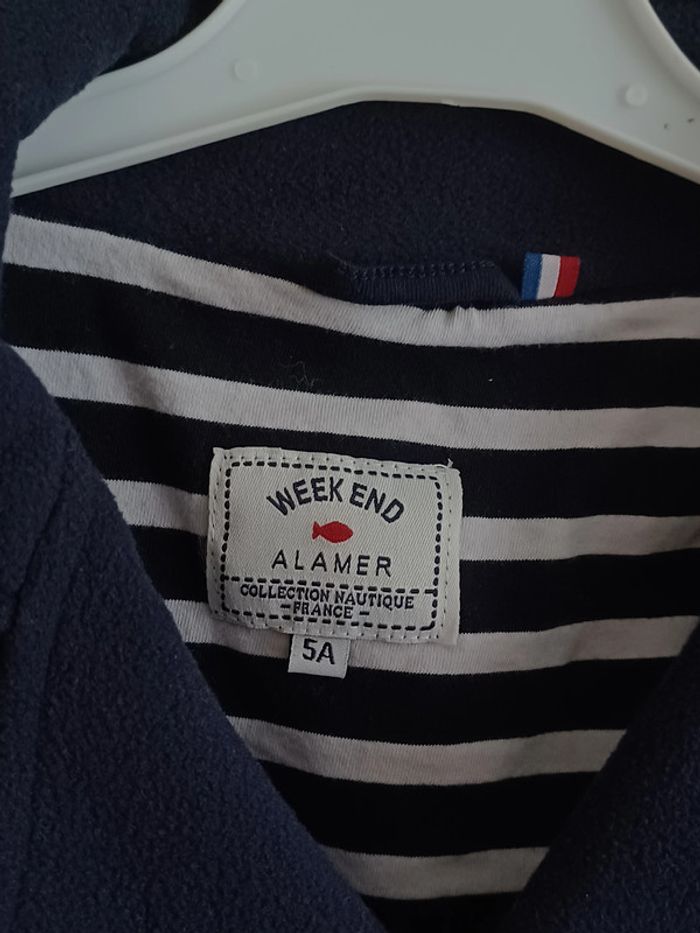 WEEK END
ALAMER
COLLECTION NAUTIQUE
- FRANCE -
5A